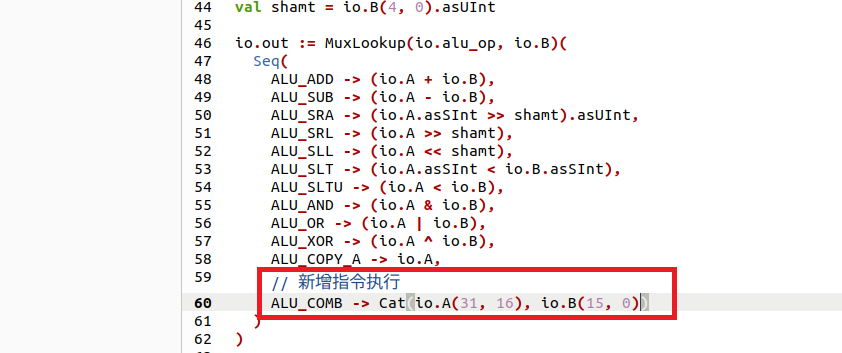 44 val shamt = io.B(4, 0).asUInt
45
46 io.out := MuxLookup(io.alu_op, io.B)(
47 Seq(
48 ALU_ADD -> (io.A + io.B),
49 ALU_SUB -> (io.A - io.B),
50 ALU_SRA -> (io.A.asSInt >> shamt).asUInt,
51 ALU_SRL -> (io.A >> shamt),
52 ALU_SLL -> (io.A << shamt),
53 ALU_SLT -> (io.A.asSInt < io.B.asSInt),
54 ALU_SLTU -> (io.A < io.B),
55 ALU_AND -> (io.A & io.B),
56 ALU_OR -> (io.A | io.B),
57 ALU_XOR -> (io.A ^ io.B),
58 ALU_COPY_A -> io.A,
59 // 新增指令执行
60 ALU_COMB -> Cat(io.A(31, 16), io.B(15, 0))
61 )
62 )